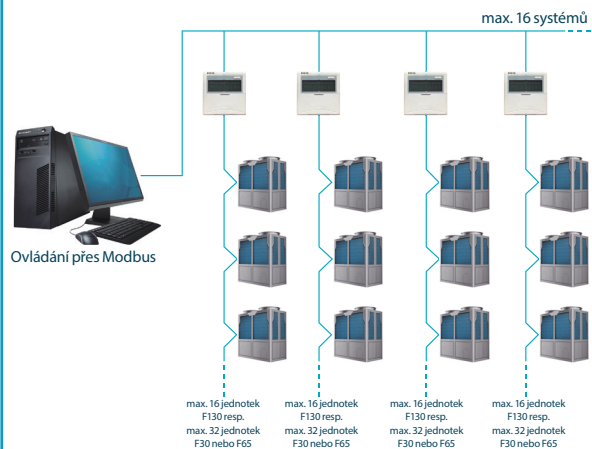 max. 16 systémů
Ovládání přes Modbus
max. 16 jednotek
F130 resp.
max. 32 jednotek
F30 nebo F65
max. 16 jednotek
F130 resp.
max. 32 jednotek
F30 nebo F65
max. 16 jednotek
F130 resp.
max. 32 jednotek
F30 nebo F65
max. 16 jednotek
F130 resp.
max. 32 jednotek
F30 nebo F65